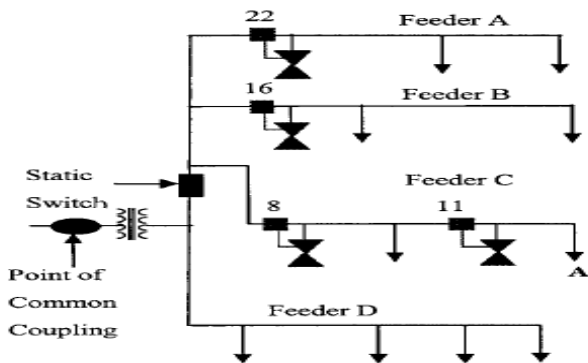 22
Feeder A
16
Feeder B
Static
Switch
Feeder C
8
11
A
Point of
Common
Coupling
Feeder D